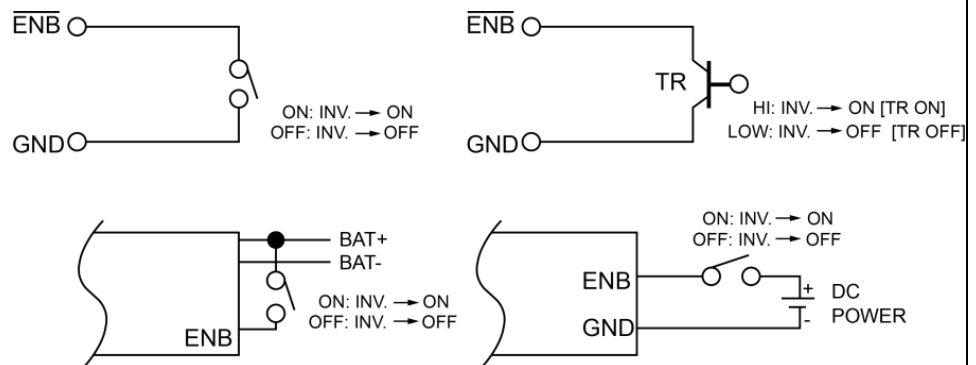 E̅N̅B̅
ON: INV. → ON
OFF: INV. → OFF
GND
E̅N̅B̅
TR
HI: INV. → ON [TR ON]
LOW: INV. → OFF [TR OFF]
GND
BAT+
BAT-
ON: INV. → ON
OFF: INV. → OFF
ENB
ON: INV. → ON
OFF: INV. → OFF
ENB
+ DC
- POWER
GND